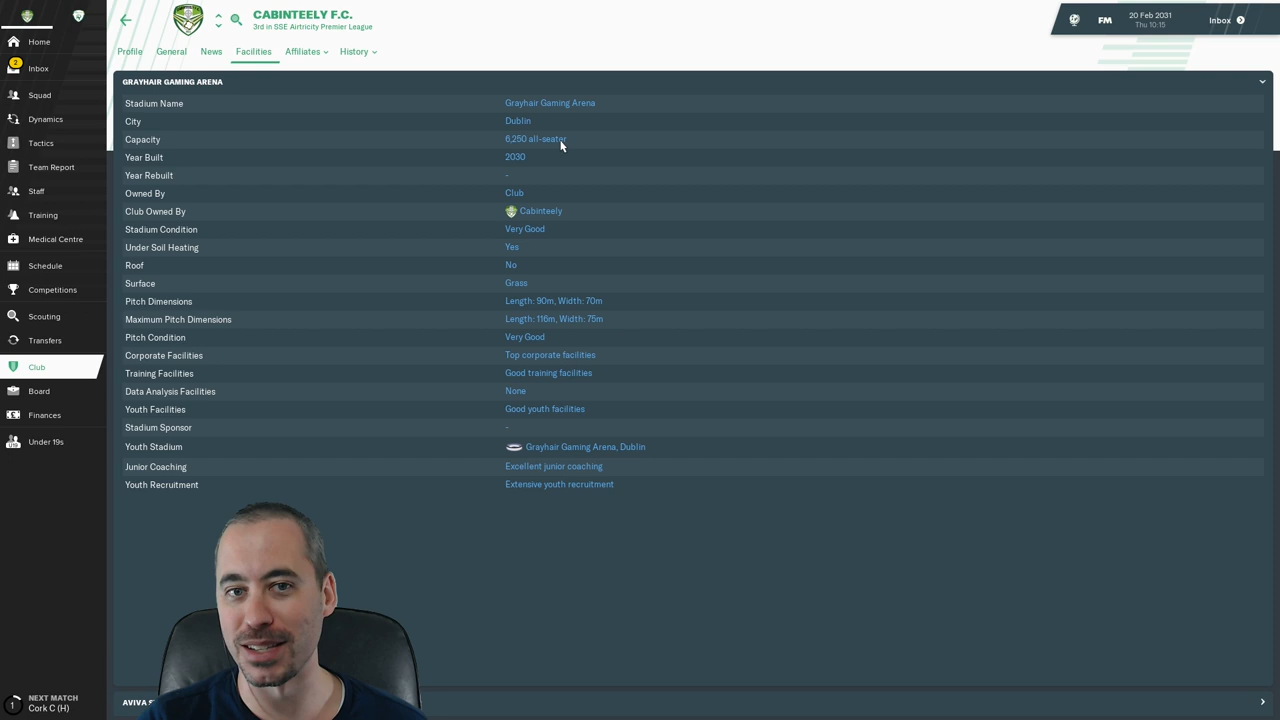 CABINTEELY F.C.
3rd in SSE Airtricity Premier League
FM
20 Feb 2031
Thu 10:15
Inbox
Profile
General
News
Facilities
Affiliates
History
Home
2
Inbox
Squad
Dynamics
Tactics
Team Report
Staff
Training
Medical Centre
Schedule
Competitions
Scouting
Transfers
Club
Board
Finances
Under 19s
1
NEXT MATCH
Cork C (H)
GRAYHAIR GAMING ARENA
Stadium Name Grayhair Gaming Arena
City Dublin
Capacity 6,250 all-seater
Year Built 2030
Year Rebuilt -
Owned By Club
Club Owned By Cabinteely
Stadium Condition Very Good
Under Soil Heating Yes
Roof No
Surface Grass
Pitch Dimensions Length: 90m, Width: 70m
Maximum Pitch Dimensions Length: 116m, Width: 75m
Pitch Condition Very Good
Corporate Facilities Top corporate facilities
Training Facilities Good training facilities
Data Analysis Facilities None
Youth Facilities Good youth facilities
Stadium Sponsor -
Youth Stadium Grayhair Gaming Arena, Dublin
Junior Coaching Excellent junior coaching
Youth Recruitment Extensive youth recruitment
AVIVA